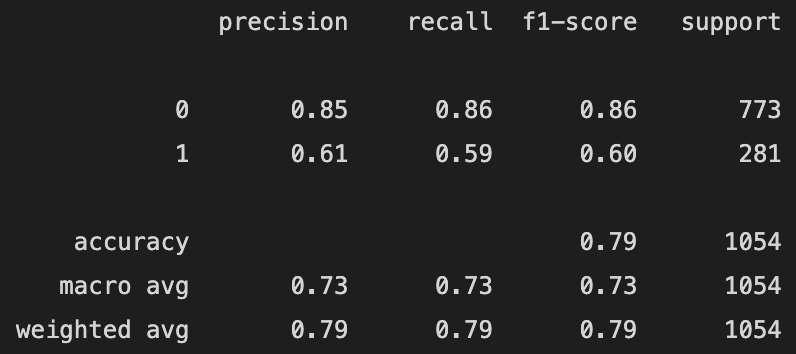 precision recall f1-score support
0 0.85 0.86 0.86 773
1 0.61 0.59 0.60 281
accuracy 0.79 1054
macro avg 0.73 0.73 0.73 1054
weighted avg 0.79 0.79 0.79 1054